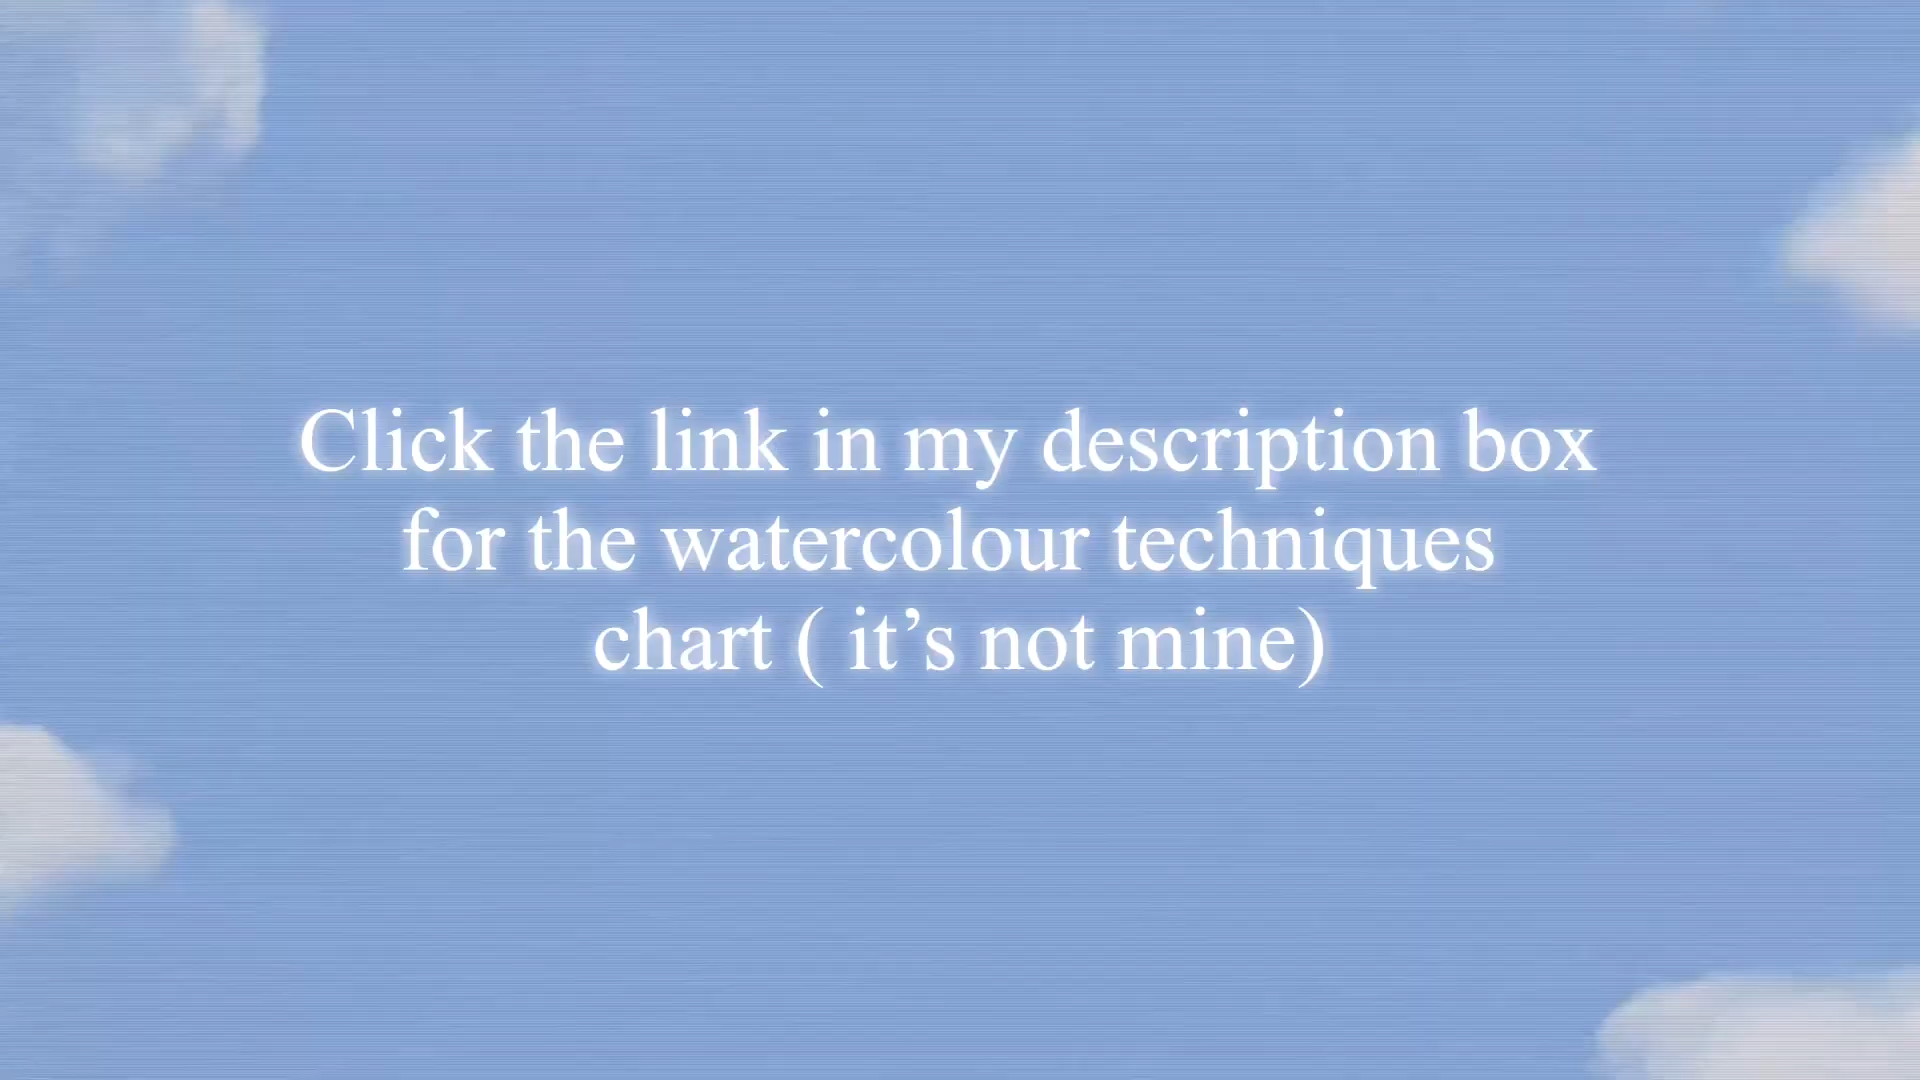 Click the link in my description box
for the watercolour techniques
chart ( it’s not mine)